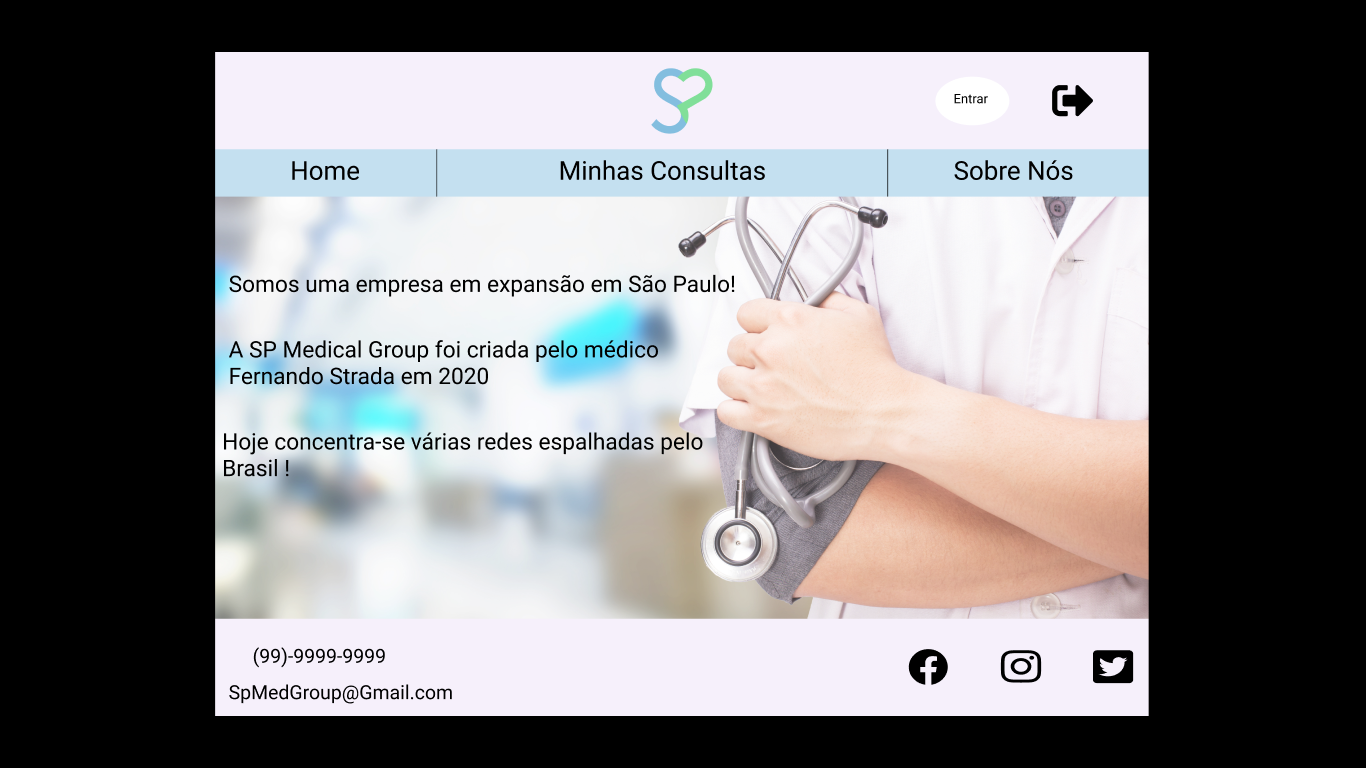 Entrar
Home
Minhas Consultas
Sobre Nós
Somos uma empresa em expansão em São Paulo!
A SP Medical Group foi criada pelo médico
Fernando Strada em 2020
Hoje concentra-se várias redes espalhadas pelo
Brasil !
(99)-9999-9999
SpMedGroup@Gmail.com